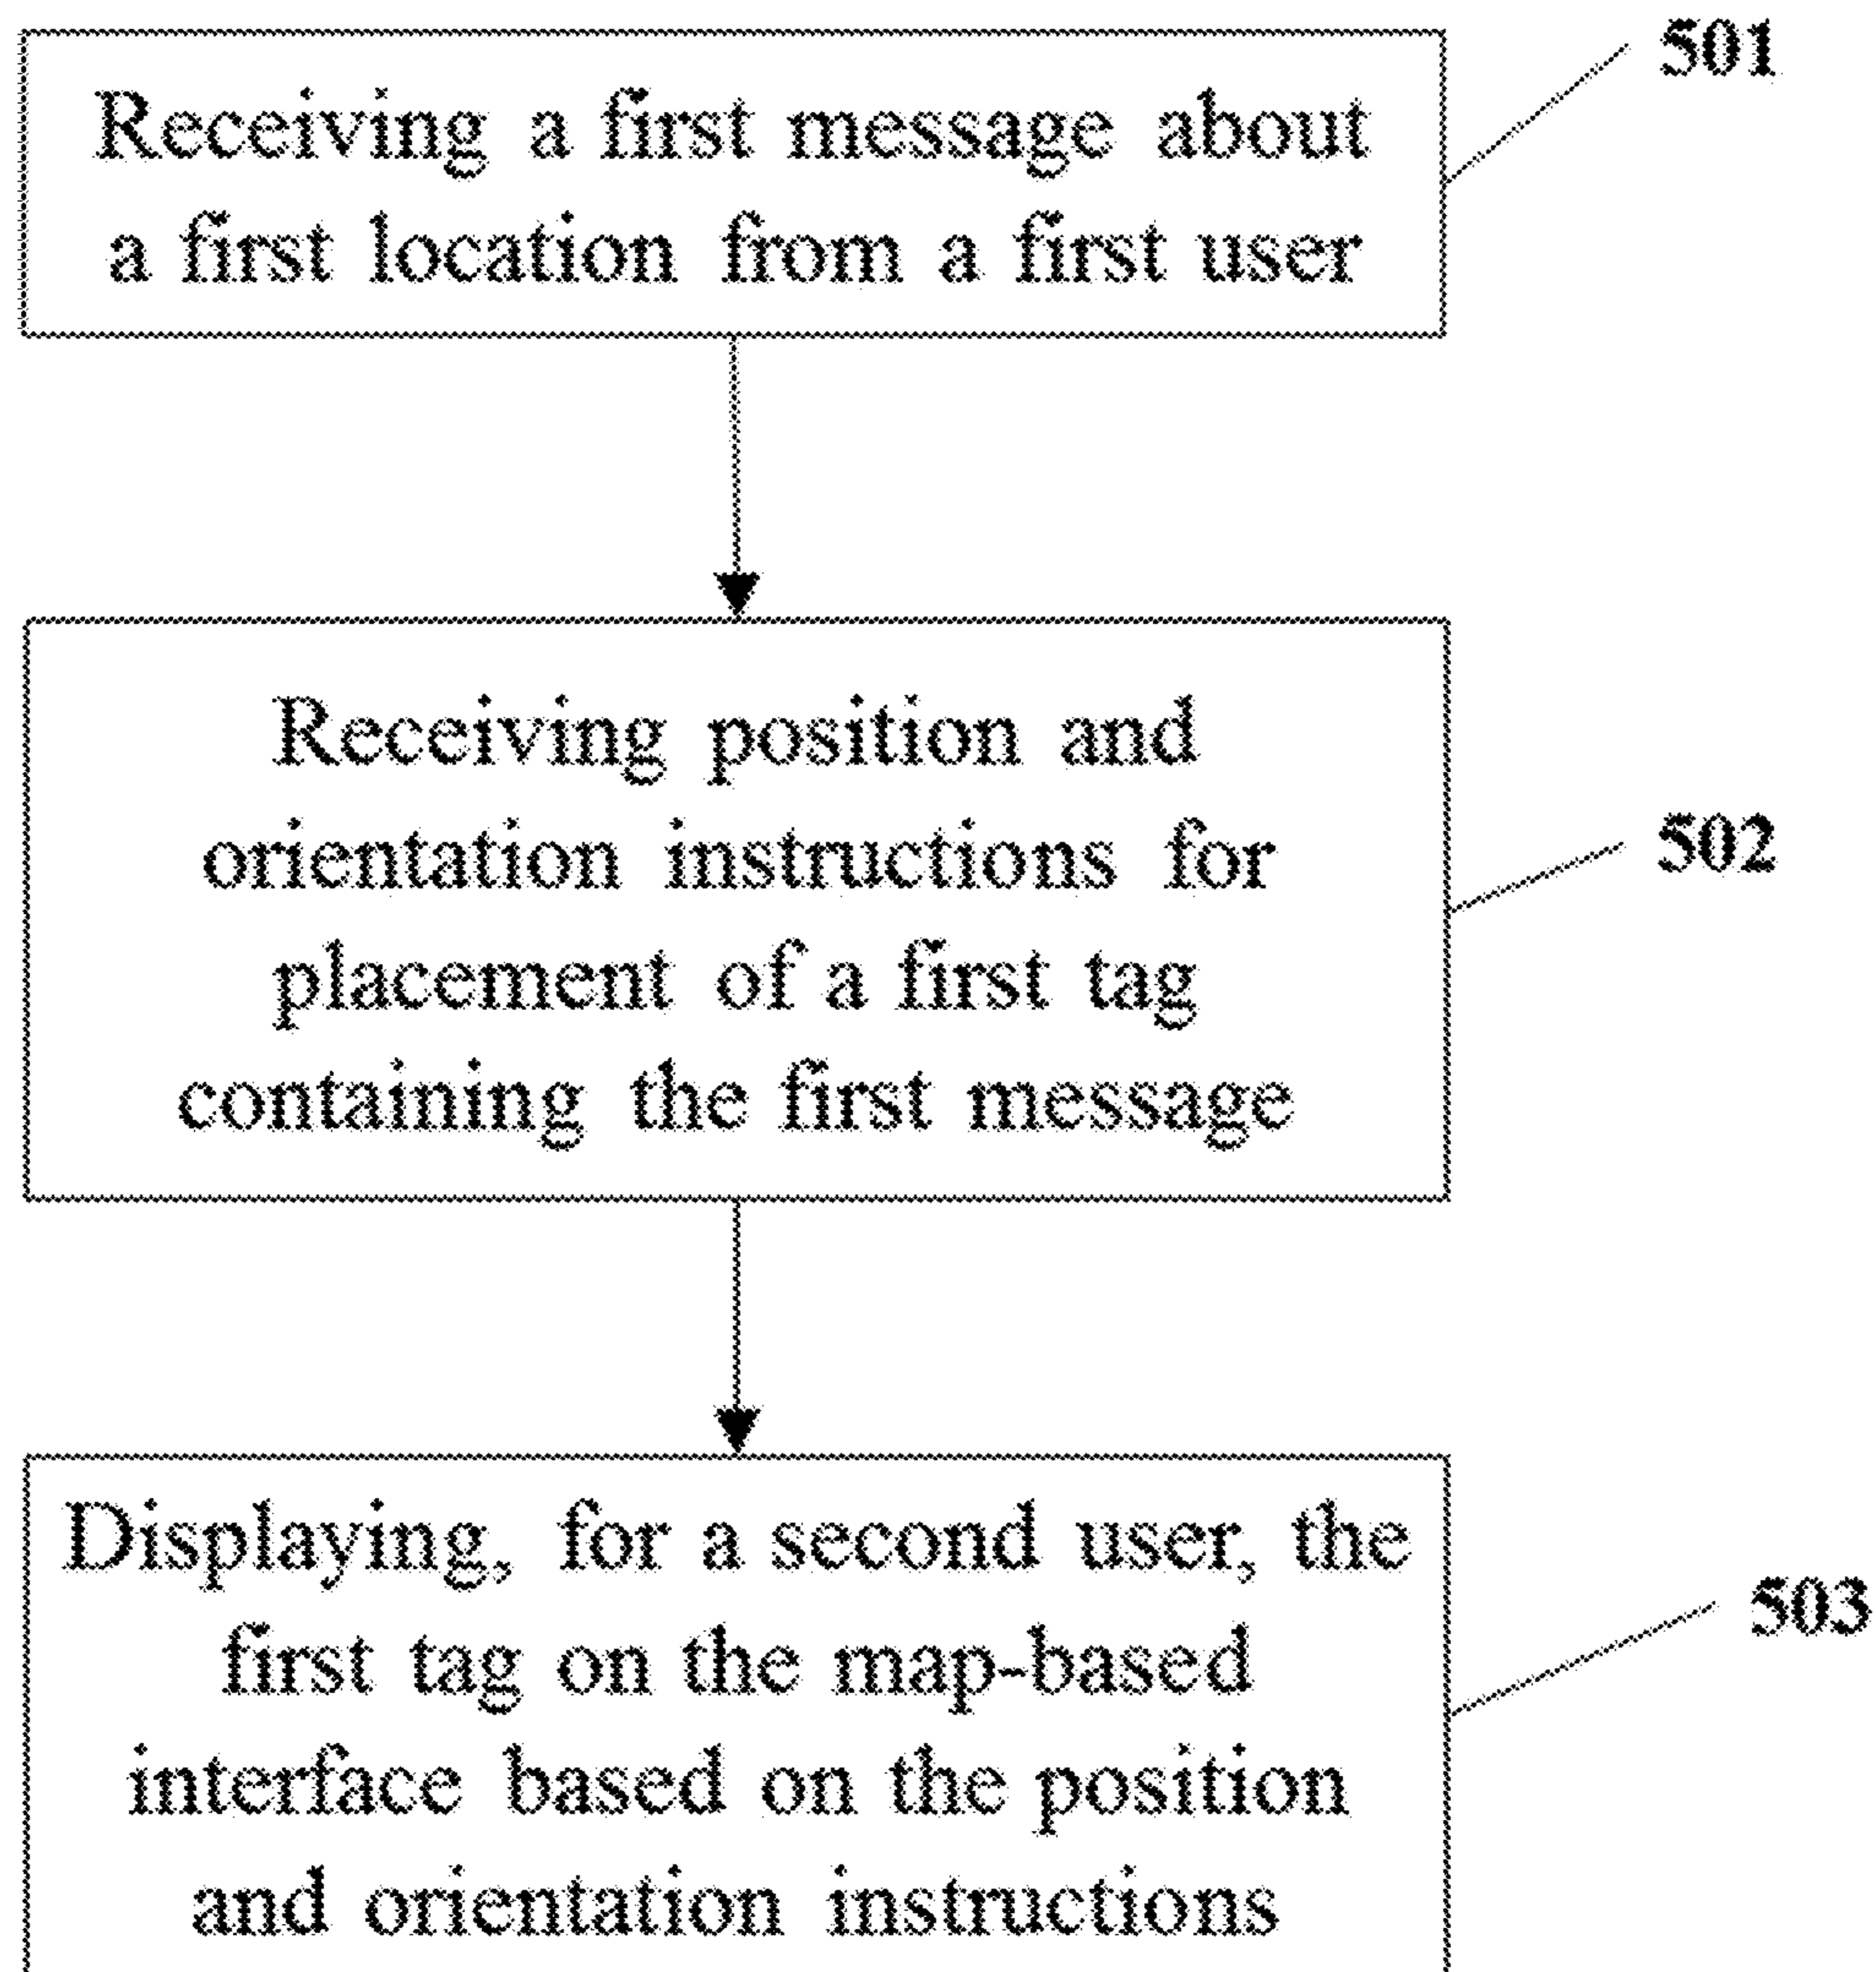 501
Receiving a first message about
a first location from a first user
Receiving position and
orientation instructions for
placement of a first tag
containing the first message
502
Displaying, for a second user, the
first tag on the map-based
interface based on the position
and orientation instructions
503